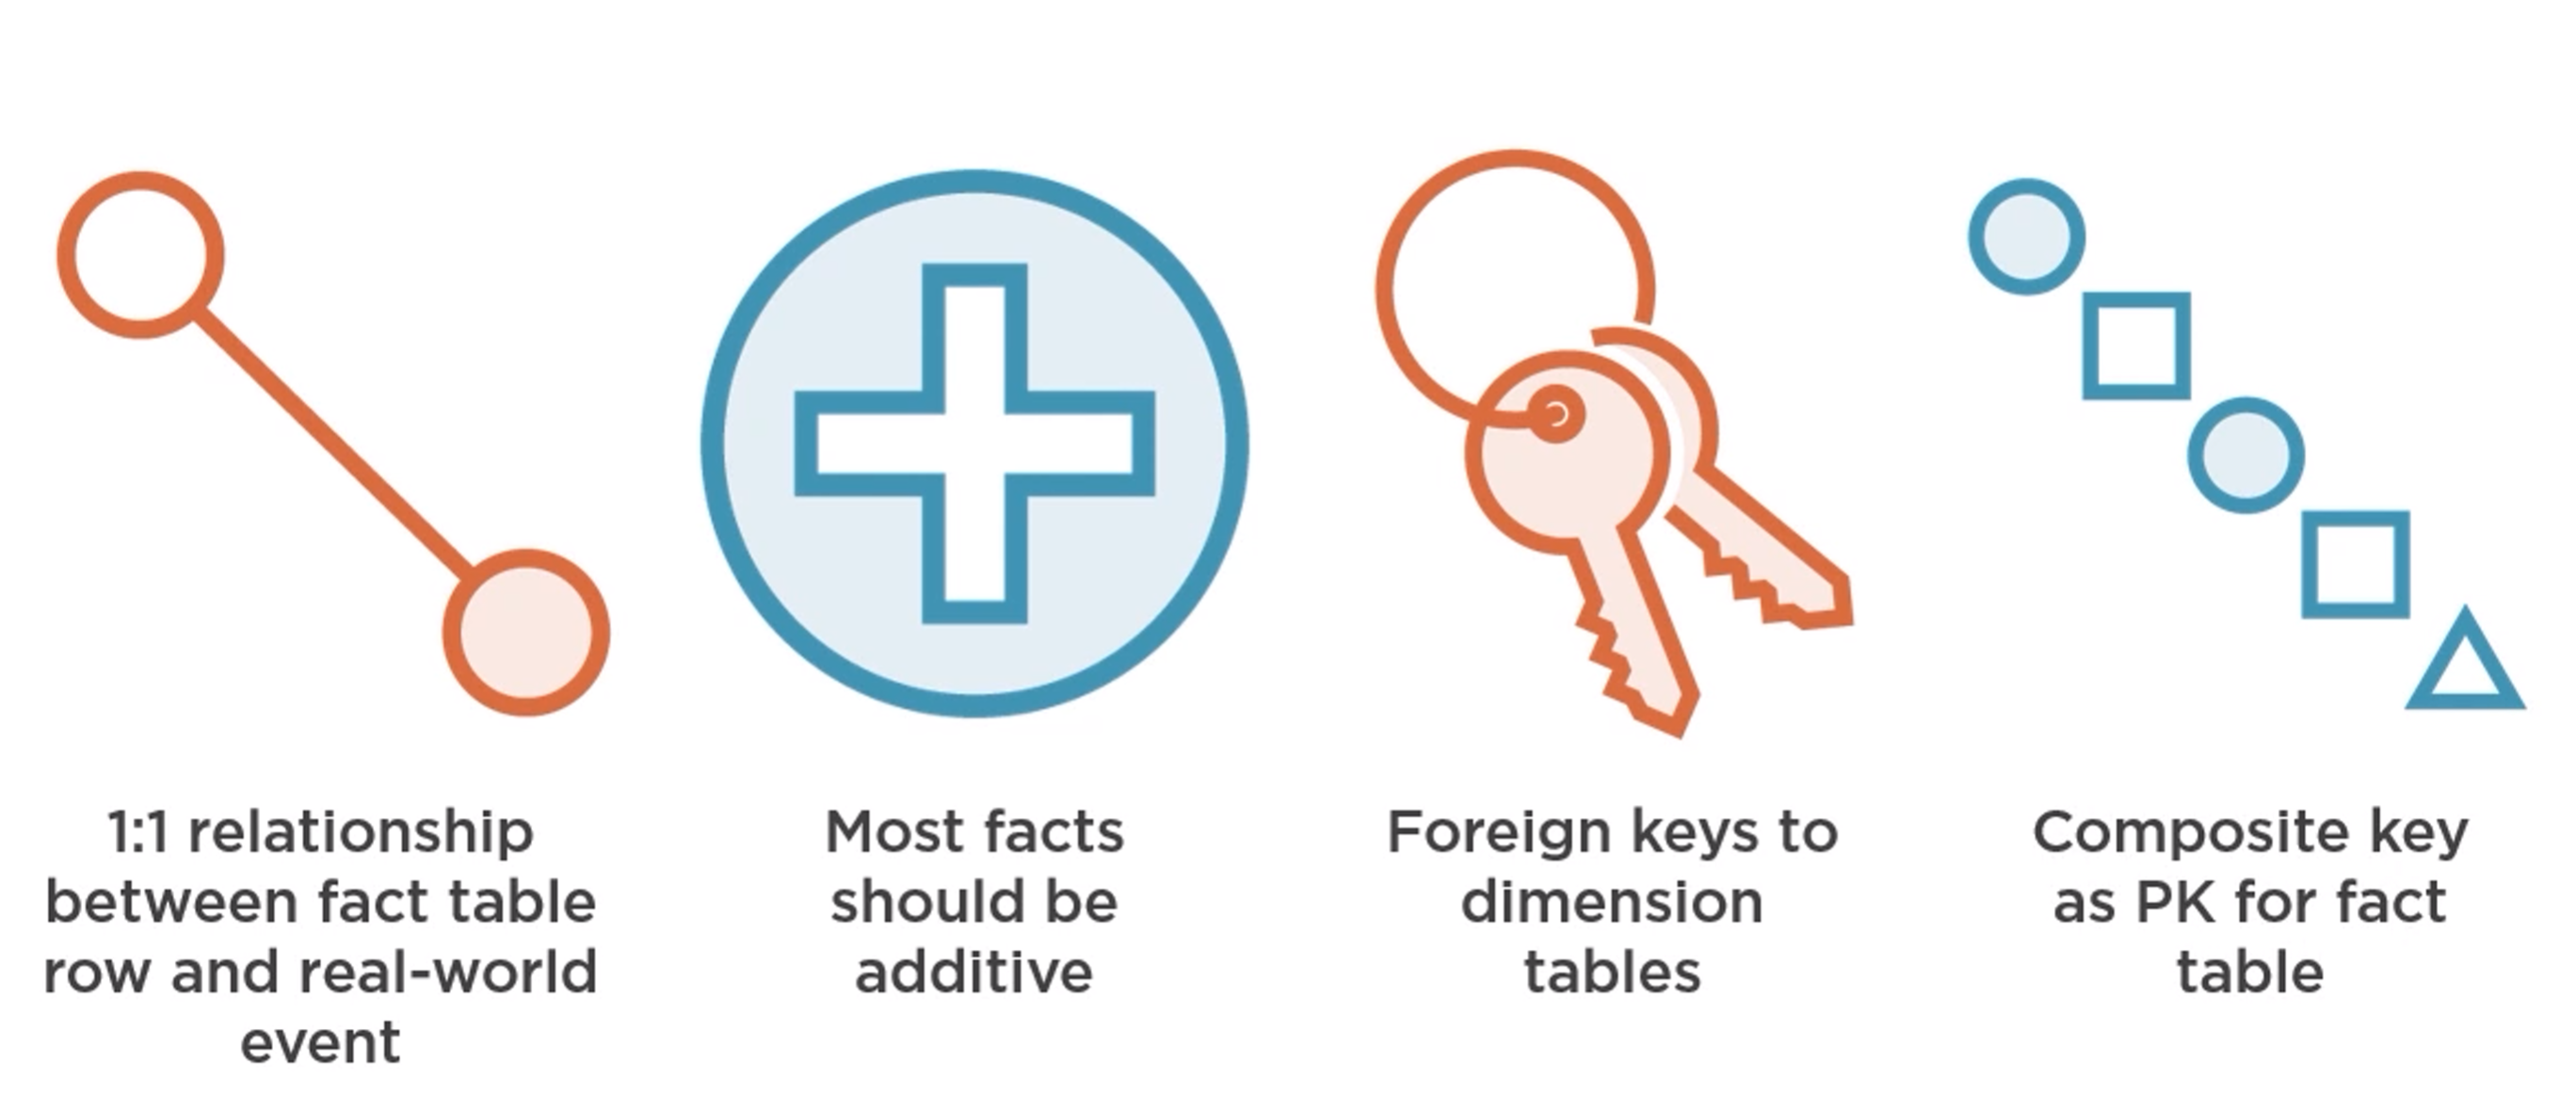 1:1 relationship
between fact table
row and real-world
event
Most facts
should be
additive
Foreign keys to
dimension
tables
Composite key
as PK for fact
table